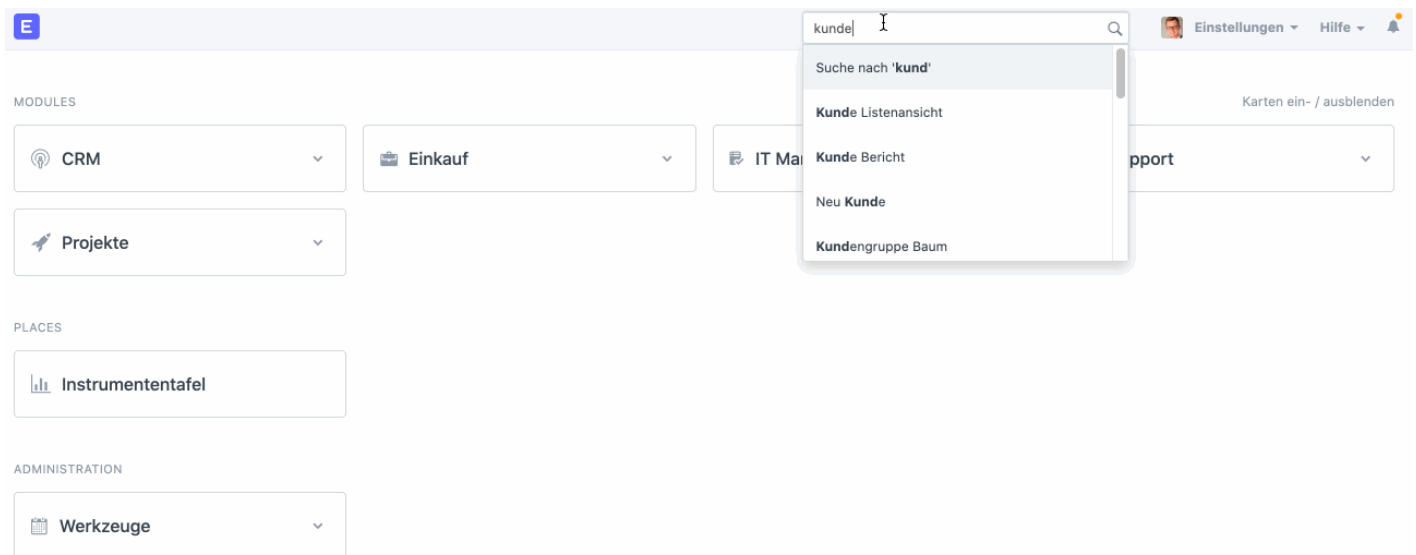 E
kunde
Einstellungen
Hilfe
Suche nach 'kund'
Kunde Listenansicht
Kunde Bericht
Neu Kunde
Kundengruppe Baum
MODULES
Karten ein- / ausblenden
CRM
Einkauf
IT Ma
pport
Projekte
PLACES
Instrumententafel
ADMINISTRATION
Werkzeuge